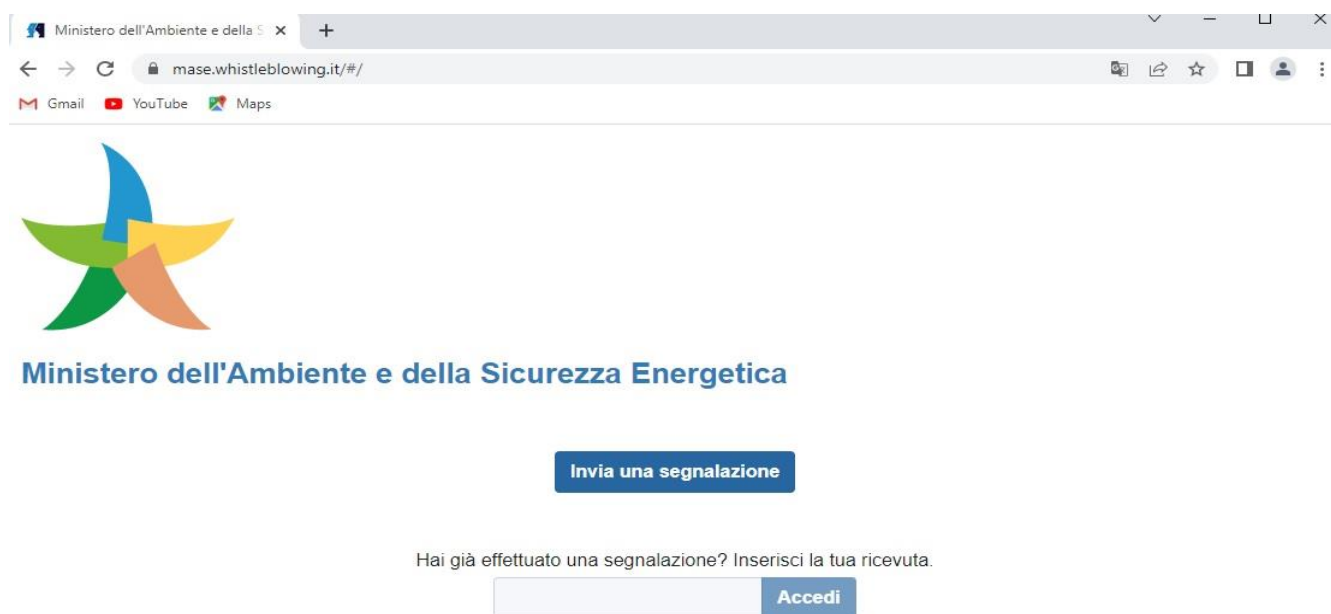 Ministero dell'Ambiente e della S
mase.whistleblowing.it/#/
Gmail YouTube Maps
Ministero dell'Ambiente e della Sicurezza Energetica
Invia una segnalazione
Hai già effettuato una segnalazione? Inserisci la tua ricevuta.
Accedi